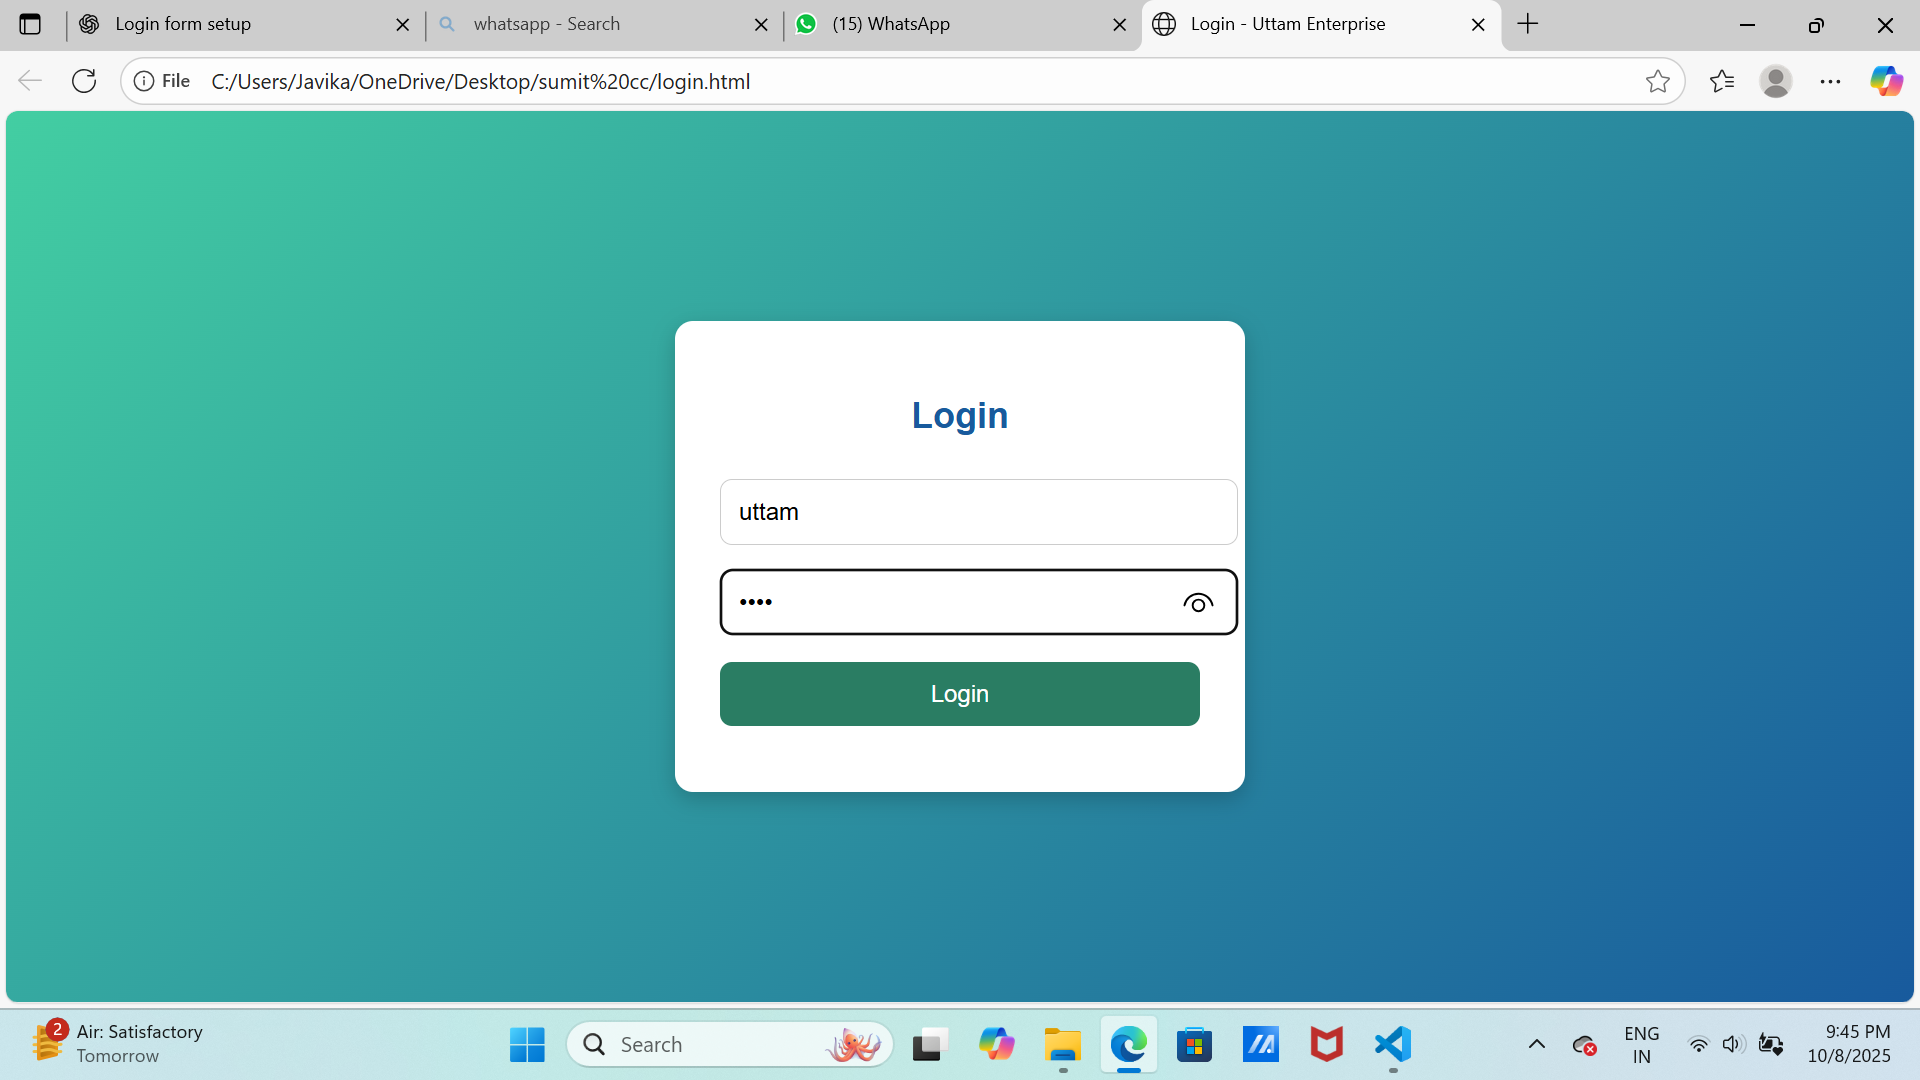 Login form setup
whatsapp - Search
(15) WhatsApp
Login - Uttam Enterprise
File C:/Users/Javika/OneDrive/Desktop/sumit%20cc/login.html
Login
uttam
••••
Login
2
Air: Satisfactory
Tomorrow
Search
ENG
IN
9:45 PM
10/8/2025